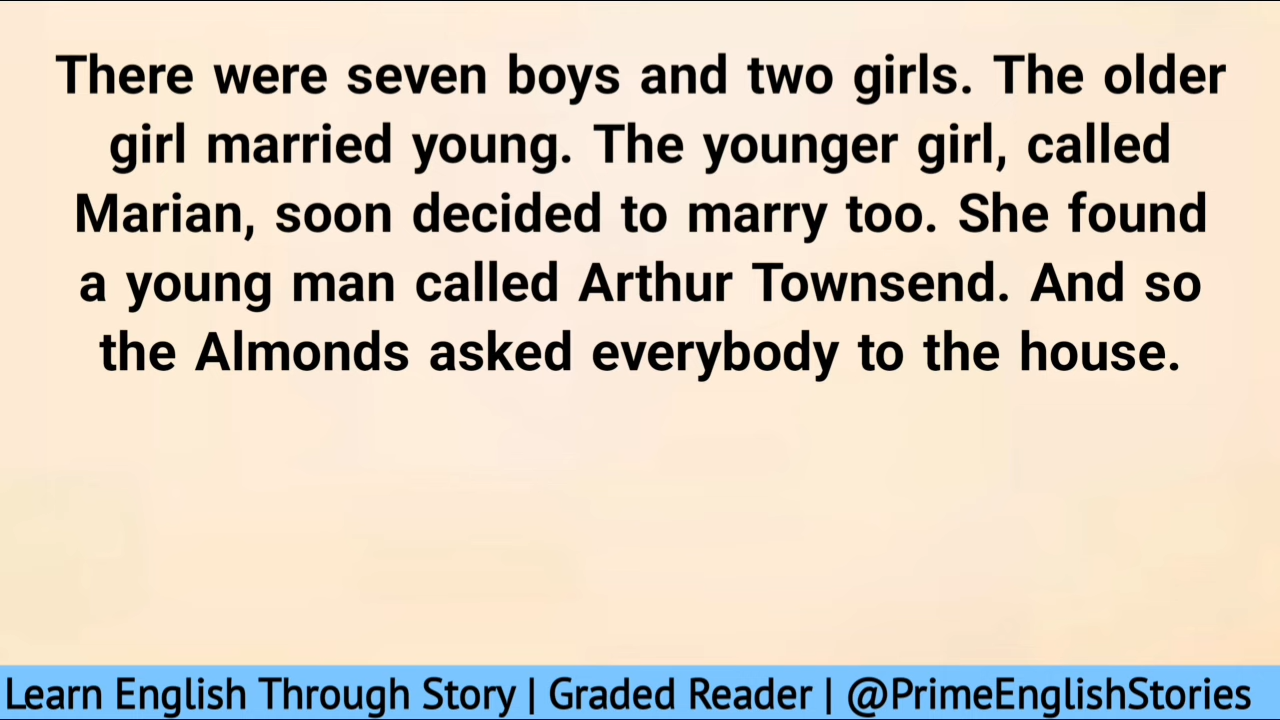 There were seven boys and two girls. The older
girl married young. The younger girl, called
Marian, soon decided to marry too. She found
a young man called Arthur Townsend. And so
the Almonds asked everybody to the house.
Learn English Through Story | Graded Reader | @PrimeEnglishStories